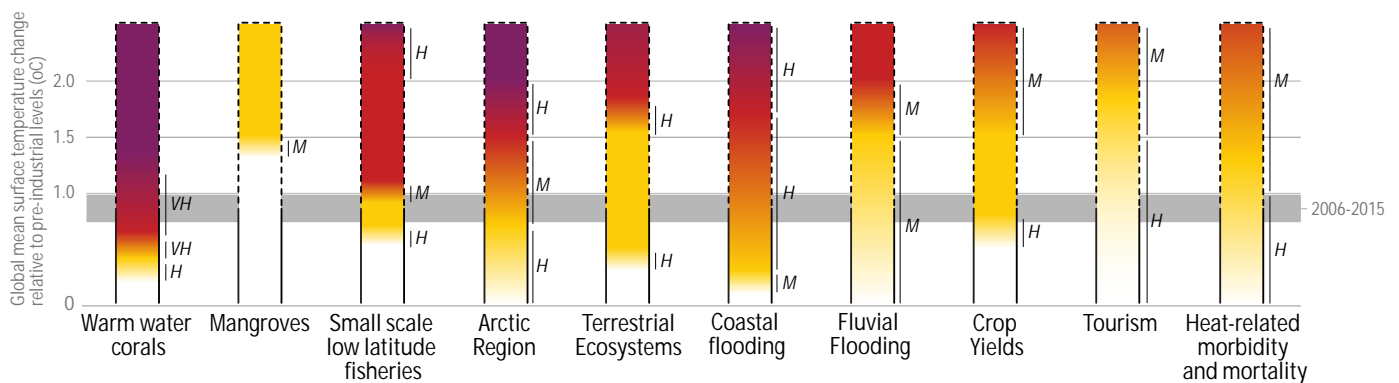 Global mean surface temperature change
relative to pre-industrial levels (oC)
2.0
1.5
1.0
0
VH
VH
H
M
H
M
H
H
M
H
H
H
H
H
M
M
M
M
H
M
H
M
H
2006-2015
Warm water
corals
Mangroves
Small scale
low latitude
fisheries
Arctic
Region
Terrestrial
Ecosystems
Coastal
flooding
Fluvial
Flooding
Crop
Yields
Tourism
Heat-related
morbidity
and mortality